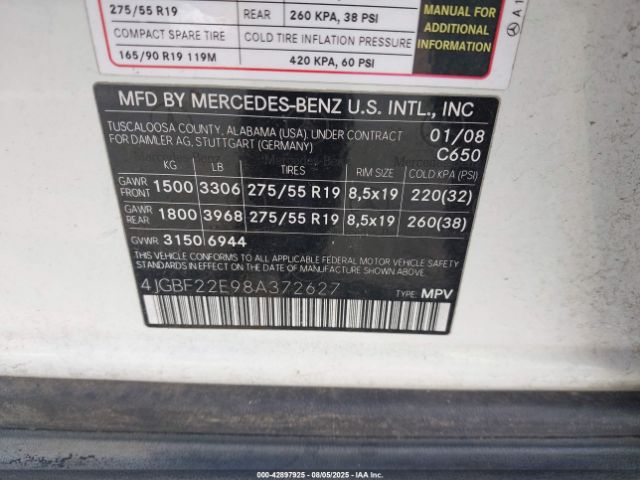 275/55 R19 REAR 260 KPA, 38 PSI
COMPACT SPARE TIRE COLD TIRE INFLATION PRESSURE
165/90 R19 119M 420 KPA, 60 PSI
MANUAL FOR
ADDITIONAL
INFORMATION
MFD BY MERCEDES-BENZ U.S. INTL., INC
TUSCALOOSA COUNTY, ALABAMA (USA), UNDER CONTRACT 01/08
FOR DAIMLER AG, STUTTGART (GERMANY) C650
KG LB TIRES RIM SIZE COLD KPA (PSI)
GAWR FRONT 1500 3306 275/55 R19 8,5x19 220(32)
GAWR REAR 1800 3968 275/55 R19 8,5x19 260(38)
GVWR 3150 6944
THIS VEHICLE CONFORMS TO ALL APPLICABLE FEDERAL MOTOR VEHICLE SAFETY
AND THEFT PREVENTION STANDARDS IN EFFECT ON THE DATE OF MANUFACTURE SHOWN ABOVE.
4JGBF22E98A372627 TYPE: MPV
000-42897925 - 08/05/2025 - IAA Inc.